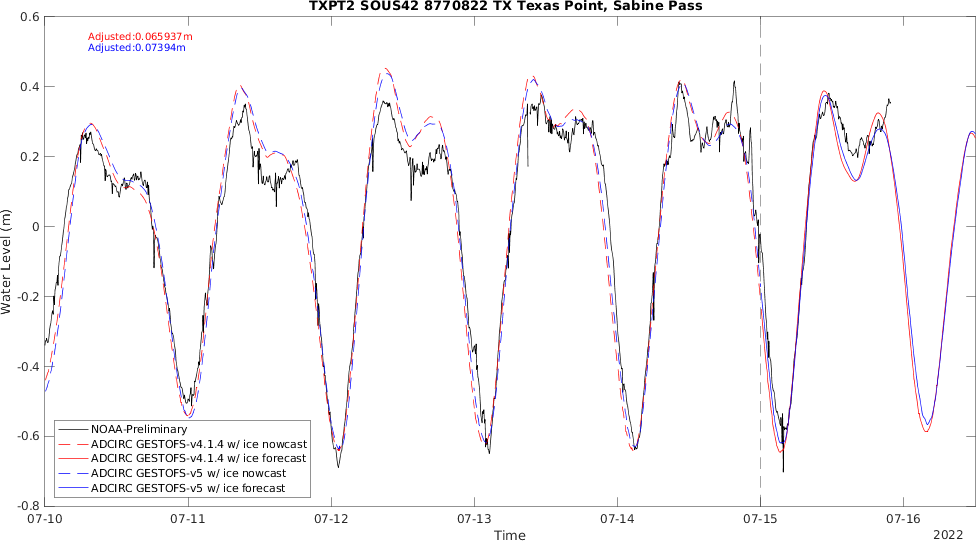 TXPT2 SOUS42 8770822 TX Texas Point, Sabine Pass
Adjusted:0.065937m
Adjusted:0.07394m
0.6
0.4
0.2
0
-0.2
-0.4
-0.6
-0.8
Water Level (m)
NOAA-Preliminary
ADCIRC GESTOFS-v4.1.4 w/ ice nowcast
ADCIRC GESTOFS-v4.1.4 w/ ice forecast
ADCIRC GESTOFS-v5 w/ ice nowcast
ADCIRC GESTOFS-v5 w/ ice forecast
07-10 07-11 07-12 07-13 07-14 07-15 07-16
Time
2022